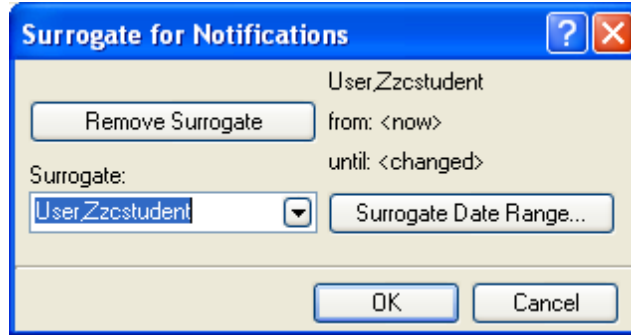 Surrogate for Notifications
User,Zzcstudent
Remove Surrogate
from: <now>
until: <changed>
Surrogate:
User,Zzcstudent
Surrogate Date Range...
OK
Cancel